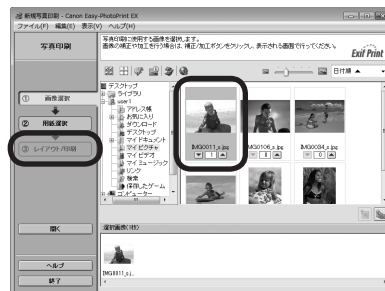 新規写真印刷 - Canon Easy-PhotoPrint EX
ファイル(F) 編集(E) 表示(V) ヘルプ(H)
写真印刷
写真印刷に使用する画像を選択します。
画像の補正や加工を行う場合は、補正/加工ボタンをクリックし、表示される画面で行ってください。
Exif Print
日付順 ▲
① 画像選択
② 用紙選択
③ レイアウト/印刷
開く
ヘルプ
終了
デスクトップ
ライブラリ
user1
アドレス帳
お気に入り
ダウンロード
デスクトップ
マイ ドキュメント
マイ ピクチャ
マイ ビデオ
マイ ミュージック
リンク
検索
保存したゲーム
コンピューター
IMG0011_s.jpg
1
IMG0106_s.jpg
0
IMG0034_s.jpg
0
選択画像(1枚)
IMG0011_s.j..